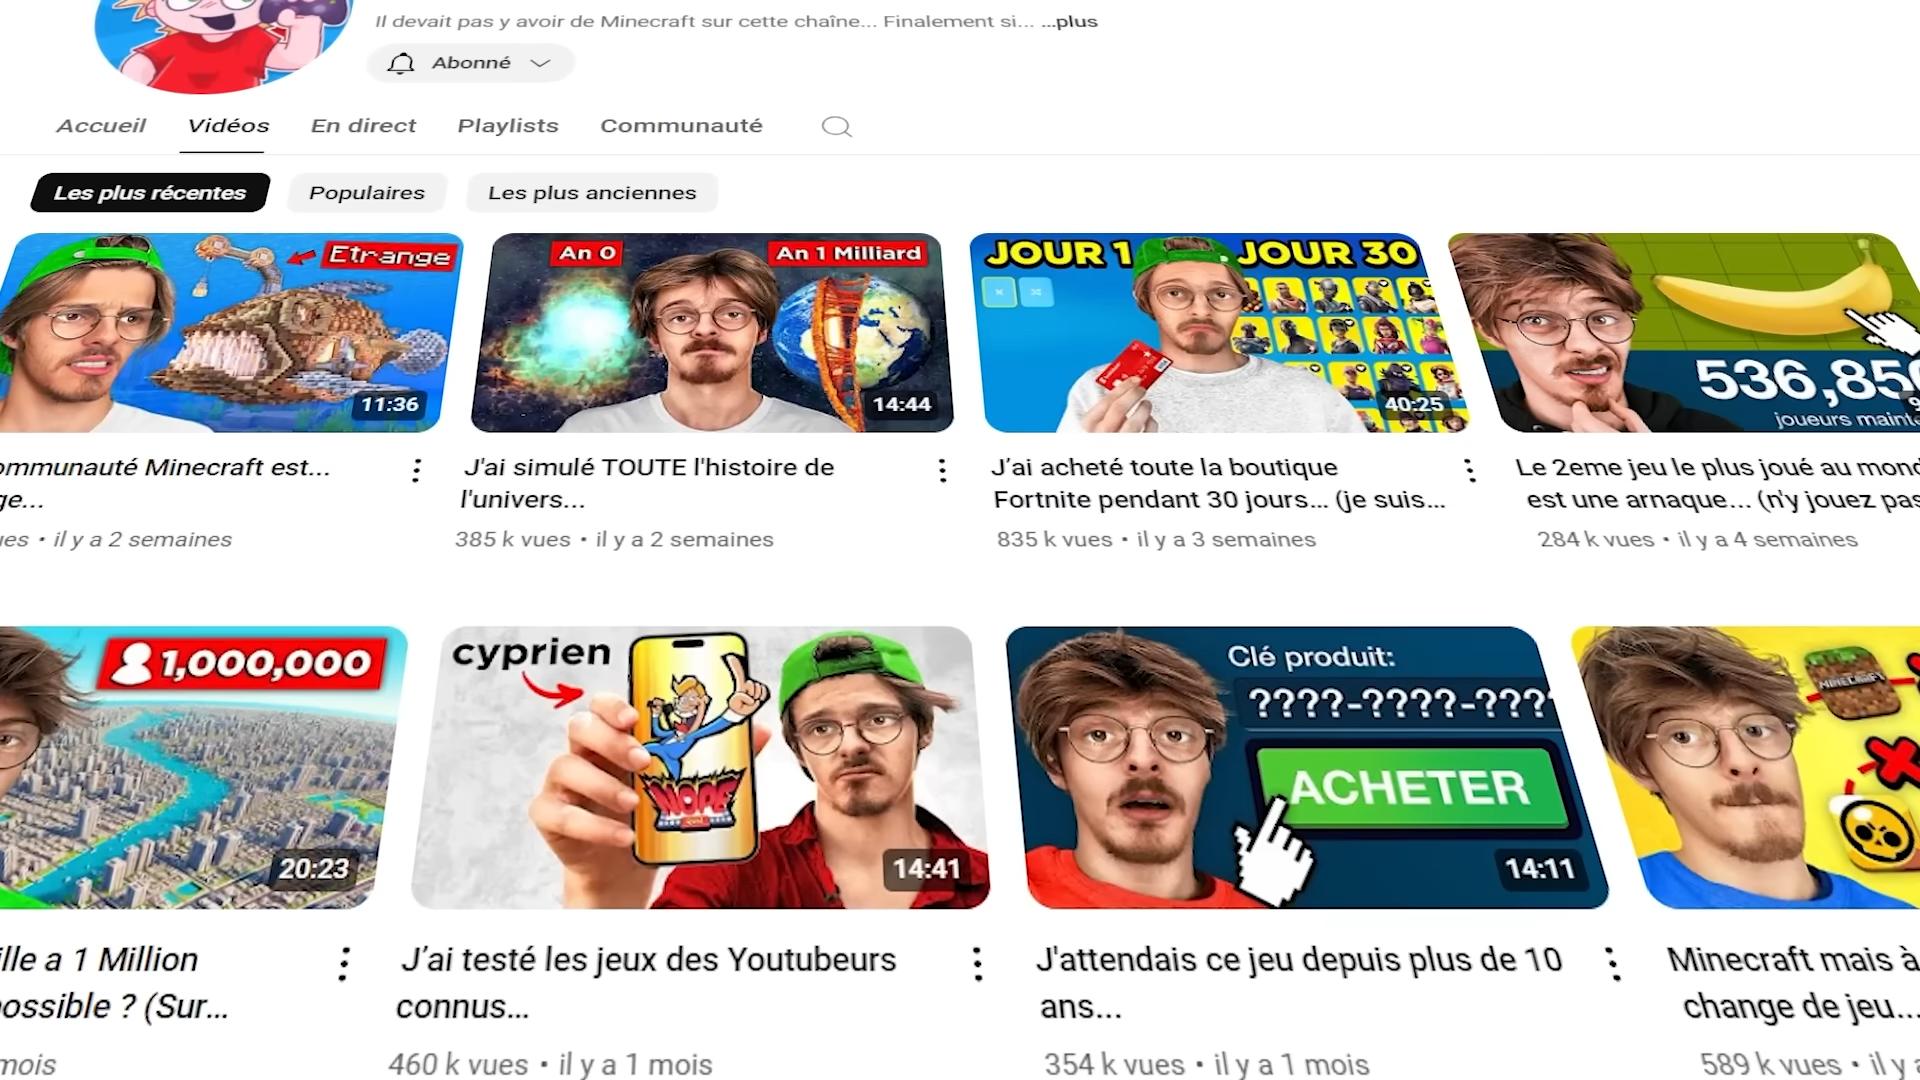 Il devait pas y avoir de Minecraft sur cette chaîne... Finalement si... ...plus
Abonné
Accueil Vidéos En direct Playlists Communauté
Les plus récentes Populaires Les plus anciennes
Etrange
11:36
An 0 An 1 Milliard
14:44
JOUR 1 JOUR 30
40:25
536,85
joueurs maint
ommunauté Minecraft est...
ge...
ues • il y a 2 semaines
J'ai simulé TOUTE l'histoire de
l'univers...
385 k vues • il y a 2 semaines
J'ai acheté toute la boutique
Fortnite pendant 30 jours... (je suis...
835 k vues • il y a 3 semaines
Le 2eme jeu le plus joué au mond
est une arnaque... (n'y jouez pas
284 k vues • il y a 4 semaines
1,000,000
20:23
cyprien
NOPE
14:41
Clé produit:
????-????-????
ACHETER
14:11
MINECRAFT
ille a 1 Million
possible ? (Sur...
mois
J'ai testé les jeux des Youtubeurs
connus...
460 k vues • il y a 1 mois
J'attendais ce jeu depuis plus de 10
ans...
354 k vues • il y a 1 mois
Minecraft mais à
change de jeu...
589 k vues • il y